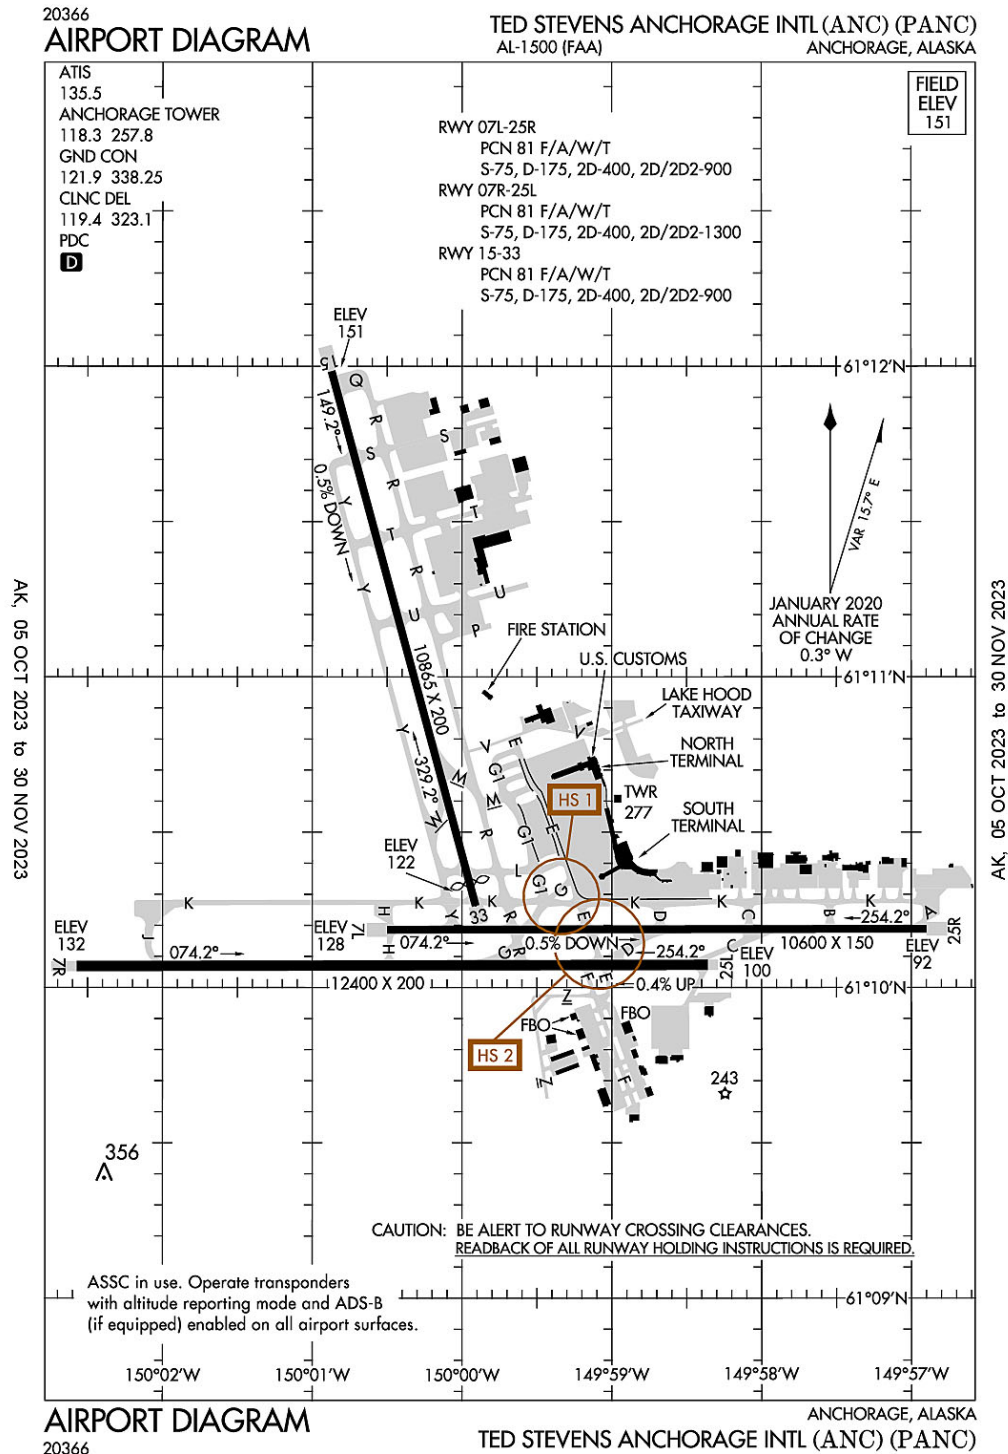 20366
AIRPORT DIAGRAM
TED STEVENS ANCHORAGE INTL (ANC) (PANC)
AL-1500 (FAA)
ANCHORAGE, ALASKA
ATIS
135.5
ANCHORAGE TOWER
118.3 257.8
GND CON
121.9 338.25
CLNC DEL
119.4 323.1
PDC
D
FIELD
ELEV
151
RWY 07L-25R
PCN 81 F/A/W/T
S-75, D-175, 2D-400, 2D/2D2-900
RWY 07R-25L
PCN 81 F/A/W/T
S-75, D-175, 2D-400, 2D/2D2-1300
RWY 15-33
PCN 81 F/A/W/T
S-75, D-175, 2D-400, 2D/2D2-900
ELEV
151
61°12'N
15
Q
149.2°
R
S
S
0.5% DOWN
Y
R
T
T
Y
R
U
U
P
VAR 15.7° E
JANUARY 2020
ANNUAL RATE
OF CHANGE
0.3° W
FIRE STATION
U.S. CUSTOMS
61°11'N
10865 X 200
LAKE HOOD
TAXIWAY
Y
V
E
V
NORTH
TERMINAL
329.2°
M
G1
M
HS 1
TWR
277
SOUTH
TERMINAL
W
R
G1
E
ELEV
122
L
G1
G
K
K
K
K
K
K
J
H
Y
33
R
E
D
C
B
254.2°
A
ELEV
132
ELEV
128
7L
H
074.2°
0.5% DOWN
D
254.2°
C
10600 X 150
25R
ELEV
92
7R
074.2°
G
R
25L
ELEV
100
12400 X 200
F
E
0.4% UP
61°10'N
Z
FBO
FBO
HS 2
Z
F
243
356
CAUTION: BE ALERT TO RUNWAY CROSSING CLEARANCES.
READBACK OF ALL RUNWAY HOLDING INSTRUCTIONS IS REQUIRED.
ASSC in use. Operate transponders
with altitude reporting mode and ADS-B
(if equipped) enabled on all airport surfaces.
61°09'N
150°02'W
150°01'W
150°00'W
149°59'W
149°58'W
149°57'W
AK, 05 OCT 2023 to 30 NOV 2023
AK, 05 OCT 2023 to 30 NOV 2023
AIRPORT DIAGRAM
20366
ANCHORAGE, ALASKA
TED STEVENS ANCHORAGE INTL (ANC) (PANC)